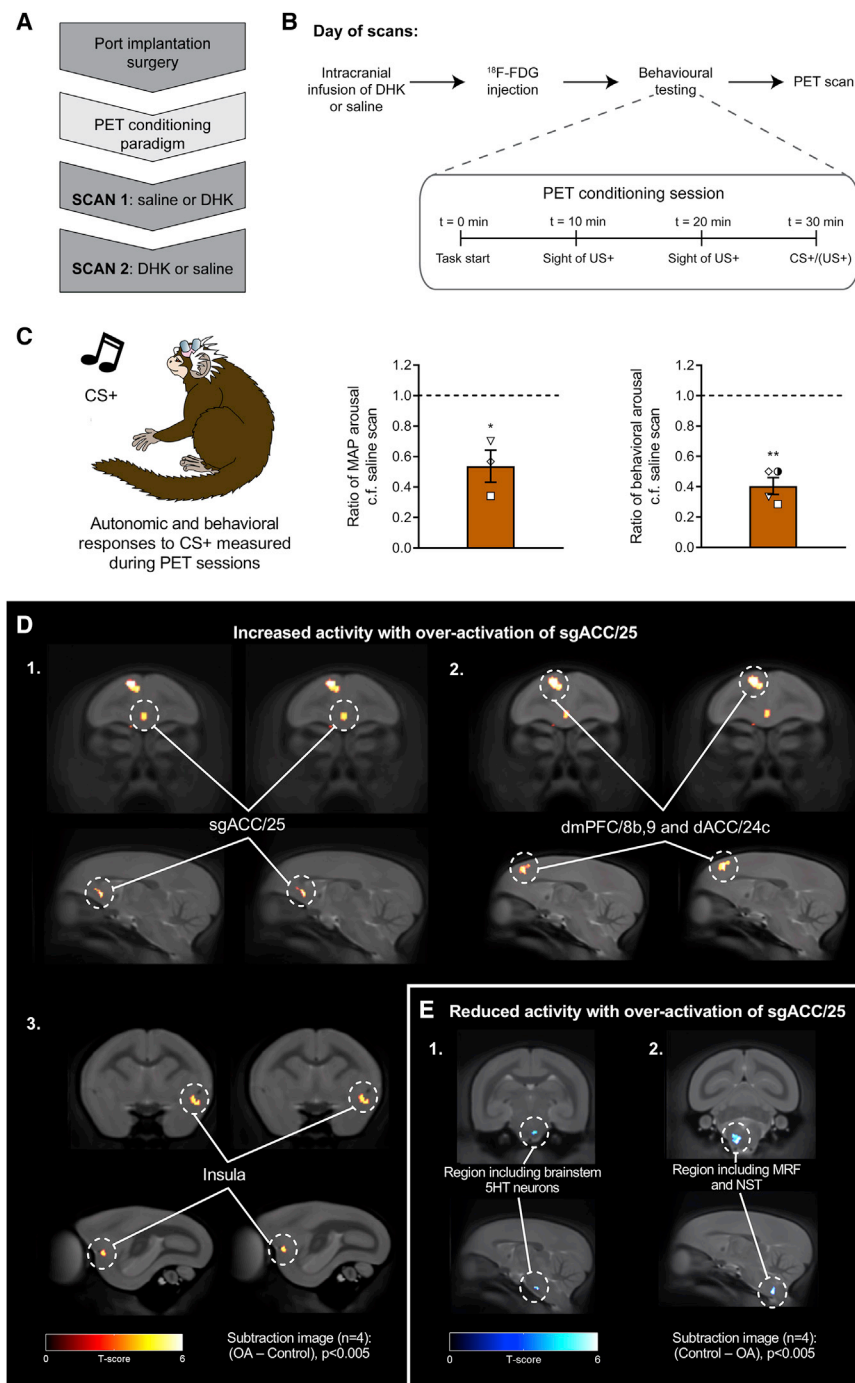 A
Port implantation
surgery
PET conditioning
paradigm
SCAN 1: saline or DHK
SCAN 2: DHK or saline
B
Day of scans:
Intracranial
infusion of DHK
or saline
¹⁸F-FDG
injection
Behavioural
testing
PET scan
PET conditioning session
t = 0 min
t = 10 min
t = 20 min
t = 30 min
Task start
Sight of US+
Sight of US+
CS+/(US+)
C
CS+
Autonomic and behavioral
responses to CS+ measured
during PET sessions
Ratio of MAP arousal
c.f. saline scan
1.2
1.0
0.8
0.6
0.4
0.2
0.0
*
Ratio of behavioral arousal
c.f. saline scan
1.2
1.0
0.8
0.6
0.4
0.2
0.0
**
D
Increased activity with over-activation of sgACC/25
1.
sgACC/25
2.
dmPFC/8b,9 and dACC/24c
3.
Insula
0
6
T-score
Subtraction image (n=4):
(OA – Control), p<0.005
E
Reduced activity with over-activation of sgACC/25
1.
Region including brainstem
5HT neurons
2.
Region including MRF
and NST
0
6
T-score
Subtraction image (n=4):
(Control – OA), p<0.005